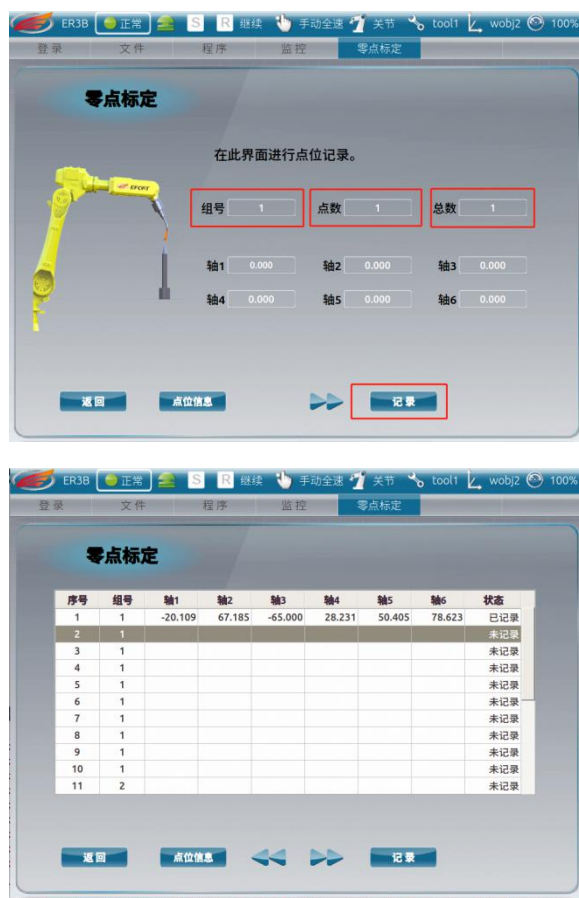 ER3B 正常 S R 继续 手动全速 关节 tool1 wobj2 100%
登录 文件 程序 监控 零点标定
零点标定
在此界面进行点位记录。
EFORT
组号 1 点数 1 总数 1
轴1 0.000 轴2 0.000 轴3 0.000
轴4 0.000 轴5 0.000 轴6 0.000
返回 点位信息 记录
ER3B 正常 S R 继续 手动全速 关节 tool1 wobj2 100%
登录 文件 程序 监控 零点标定
零点标定
序号 组号 轴1 轴2 轴3 轴4 轴5 轴6 状态
1 1 -20.109 67.185 -65.000 28.231 50.405 78.623 已记录
2 1 未记录
3 1 未记录
4 1 未记录
5 1 未记录
6 1 未记录
7 1 未记录
8 1 未记录
9 1 未记录
10 1 未记录
11 2 未记录
返回 点位信息 记录